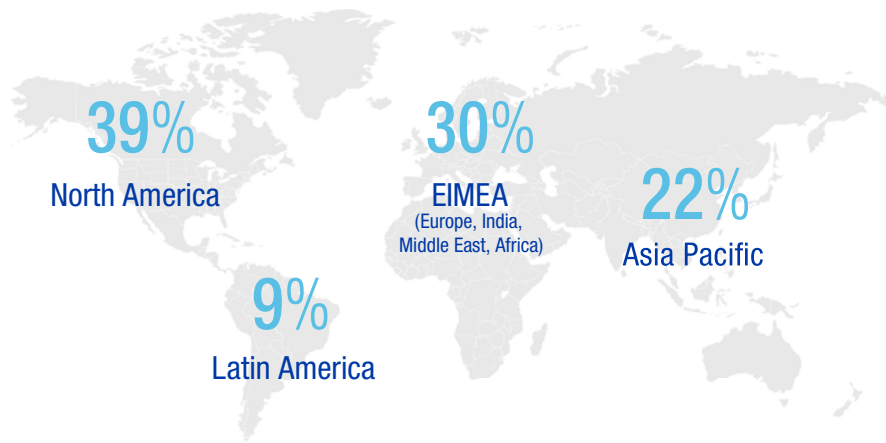 39%
North America
30%
EIMEA
(Europe, India,
Middle East, Africa)
22%
Asia Pacific
9%
Latin America